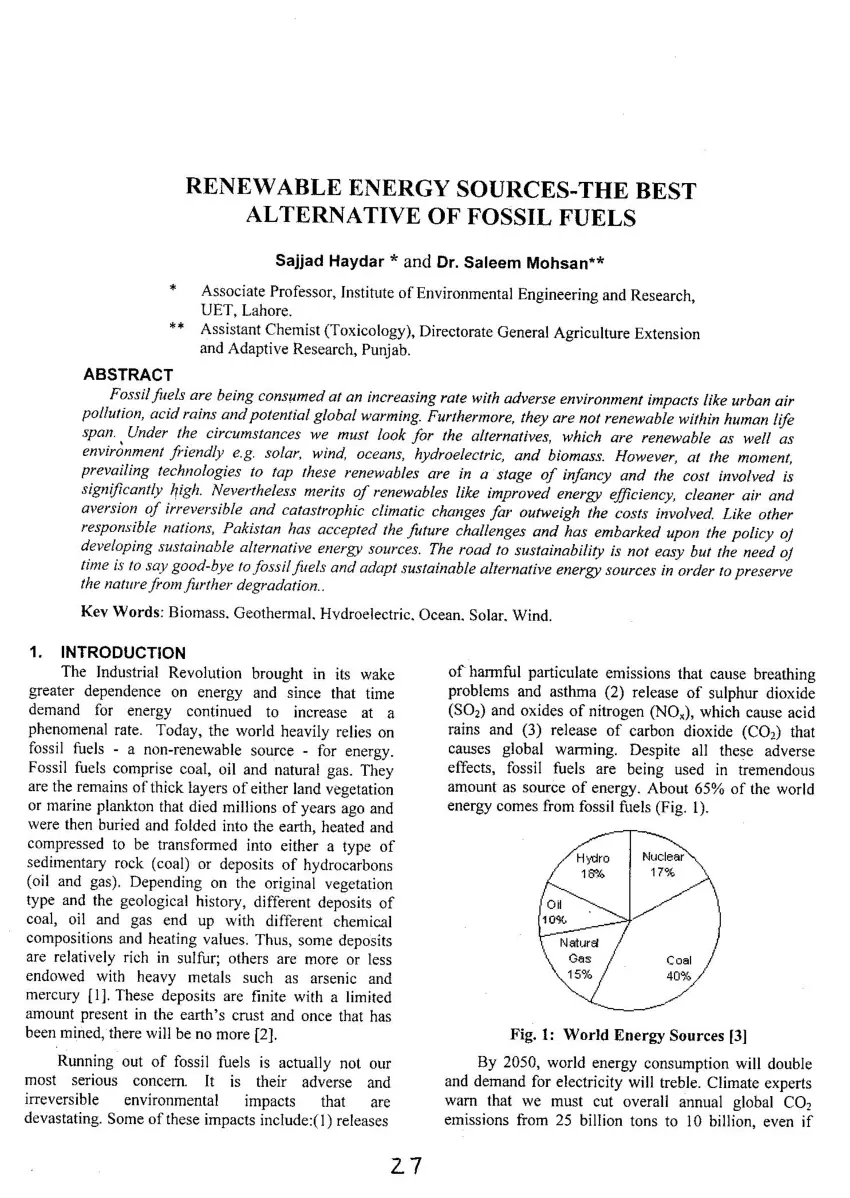 RENEWABLE ENERGY SOURCES-THE BEST
ALTERNATIVE OF FOSSIL FUELS
Sajjad Haydar * and Dr. Saleem Mohsan**
* Associate Professor, Institute of Environmental Engineering and Research,
UET, Lahore.
** Assistant Chemist (Toxicology), Directorate General Agriculture Extension
and Adaptive Research, Punjab.
ABSTRACT
Fossil fuels are being consumed at an increasing rate with adverse environment impacts like urban air
pollution, acid rains and potential global warming. Furthermore, they are not renewable within human life
span. Under the circumstances we must look for the alternatives, which are renewable as well as
environment friendly e.g. solar, wind, oceans, hydroelectric, and biomass. However, at the moment,
prevailing technologies to tap these renewables are in a stage of infancy and the cost involved is
significantly high. Nevertheless merits of renewables like improved energy efficiency, cleaner air and
aversion of irreversible and catastrophic climatic changes far outweigh the costs involved. Like other
responsible nations, Pakistan has accepted the future challenges and has embarked upon the policy of
developing sustainable alternative energy sources. The road to sustainability is not easy but the need of
time is to say good-bye to fossil fuels and adapt sustainable alternative energy sources in order to preserve
the nature from further degradation..
Key Words: Biomass, Geothermal, Hydroelectric, Ocean, Solar, Wind.
1. INTRODUCTION
The Industrial Revolution brought in its wake
greater dependence on energy and since that time
demand for energy continued to increase at a
phenomenal rate. Today, the world heavily relies on
fossil fuels - a non-renewable source - for energy.
Fossil fuels comprise coal, oil and natural gas. They
are the remains of thick layers of either land vegetation
or marine plankton that died millions of years ago and
were then buried and folded into the earth, heated and
compressed to be transformed into either a type of
sedimentary rock (coal) or deposits of hydrocarbons
(oil and gas). Depending on the original vegetation
type and the geological history, different deposits of
coal, oil and gas end up with different chemical
compositions and heating values. Thus, some deposits
are relatively rich in sulfur; others are more or less
endowed with heavy metals such as arsenic and
mercury [1]. These deposits are finite with a limited
amount present in the earth's crust and once that has
been mined, there will be no more [2].
Running out of fossil fuels is actually not our
most serious concern. It is their adverse and
irreversible environmental impacts that are
devastating. Some of these impacts include:(1) releases
of harmful particulate emissions that cause breathing
problems and asthma (2) release of sulphur dioxide
(SO₂) and oxides of nitrogen (NOₓ), which cause acid
rains and (3) release of carbon dioxide (CO₂) that
causes global warming. Despite all these adverse
effects, fossil fuels are being used in tremendous
amount as source of energy. About 65% of the world
energy comes from fossil fuels (Fig. 1).
Hydro
18%
Nuclear
17%
Oil
10%
Natural
Gas
15%
Coal
40%
Fig. 1: World Energy Sources [3]
By 2050, world energy consumption will double
and demand for electricity will treble. Climate experts
warn that we must cut overall annual global CO₂
emissions from 25 billion tons to 10 billion, even if
27